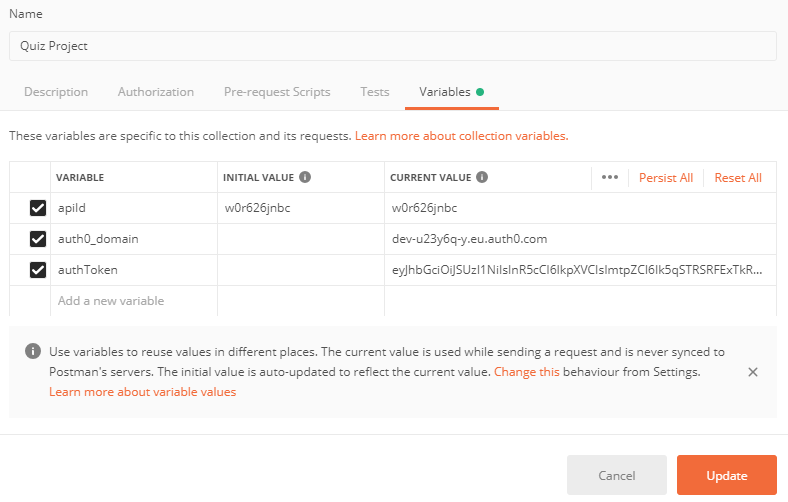 Name
Quiz Project
Description Authorization Pre-request Scripts Tests Variables
These variables are specific to this collection and its requests. Learn more about collection variables.
VARIABLE INITIAL VALUE CURRENT VALUE ••• Persist All Reset All
apiId w0r626jnbc w0r626jnbc
auth0_domain dev-u23y6q-y.eu.auth0.com
authToken eyJhbGciOiJSUzI1NiIsInR5cCI6IkpXVCIsImtpZCI6Ik5qSTRSRFExTkR...
Add a new variable
Use variables to reuse values in different places. The current value is used while sending a request and is never synced to
Postman's servers. The initial value is auto-updated to reflect the current value. Change this behaviour from Settings.
Learn more about variable values
Cancel Update